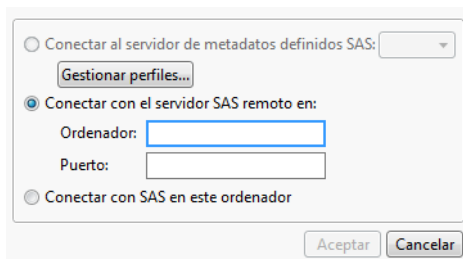 Conectar al servidor de metadatos definidos SAS:
Gestionar perfiles...
Conectar con el servidor SAS remoto en:
Ordenador:
Puerto:
Conectar con SAS en este ordenador
Aceptar Cancelar